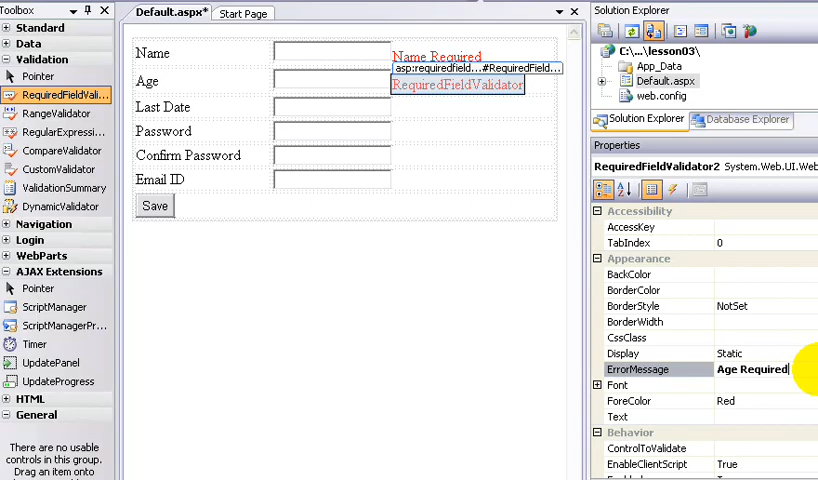 Toolbox
Standard
Data
Validation
Pointer
RequiredFieldVali...
RangeValidator
RegularExpressi...
CompareValidator
CustomValidator
ValidationSummary
DynamicValidator
Navigation
Login
WebParts
AJAX Extensions
Pointer
ScriptManager
ScriptManagerPr...
Timer
UpdatePanel
UpdateProgress
HTML
General
There are no usable
controls in this group.
Drag an item onto
Default.aspx*
Start Page
Name
Name Required
asp:requiredfield...#RequiredField...
Age
RequiredFieldValidator
Last Date
Password
Confirm Password
Email ID
Save
Solution Explorer
C:\...\lesson03\
App_Data
Default.aspx
web.config
Solution Explorer
Database Explorer
Properties
RequiredFieldValidator2 System.Web.UI.Web
Accessibility
AccessKey
TabIndex 0
Appearance
BackColor
BorderColor
BorderStyle NotSet
BorderWidth
CssClass
Display Static
ErrorMessage Age Required
Font
ForeColor Red
Text
Behavior
ControlToValidate
EnableClientScript True